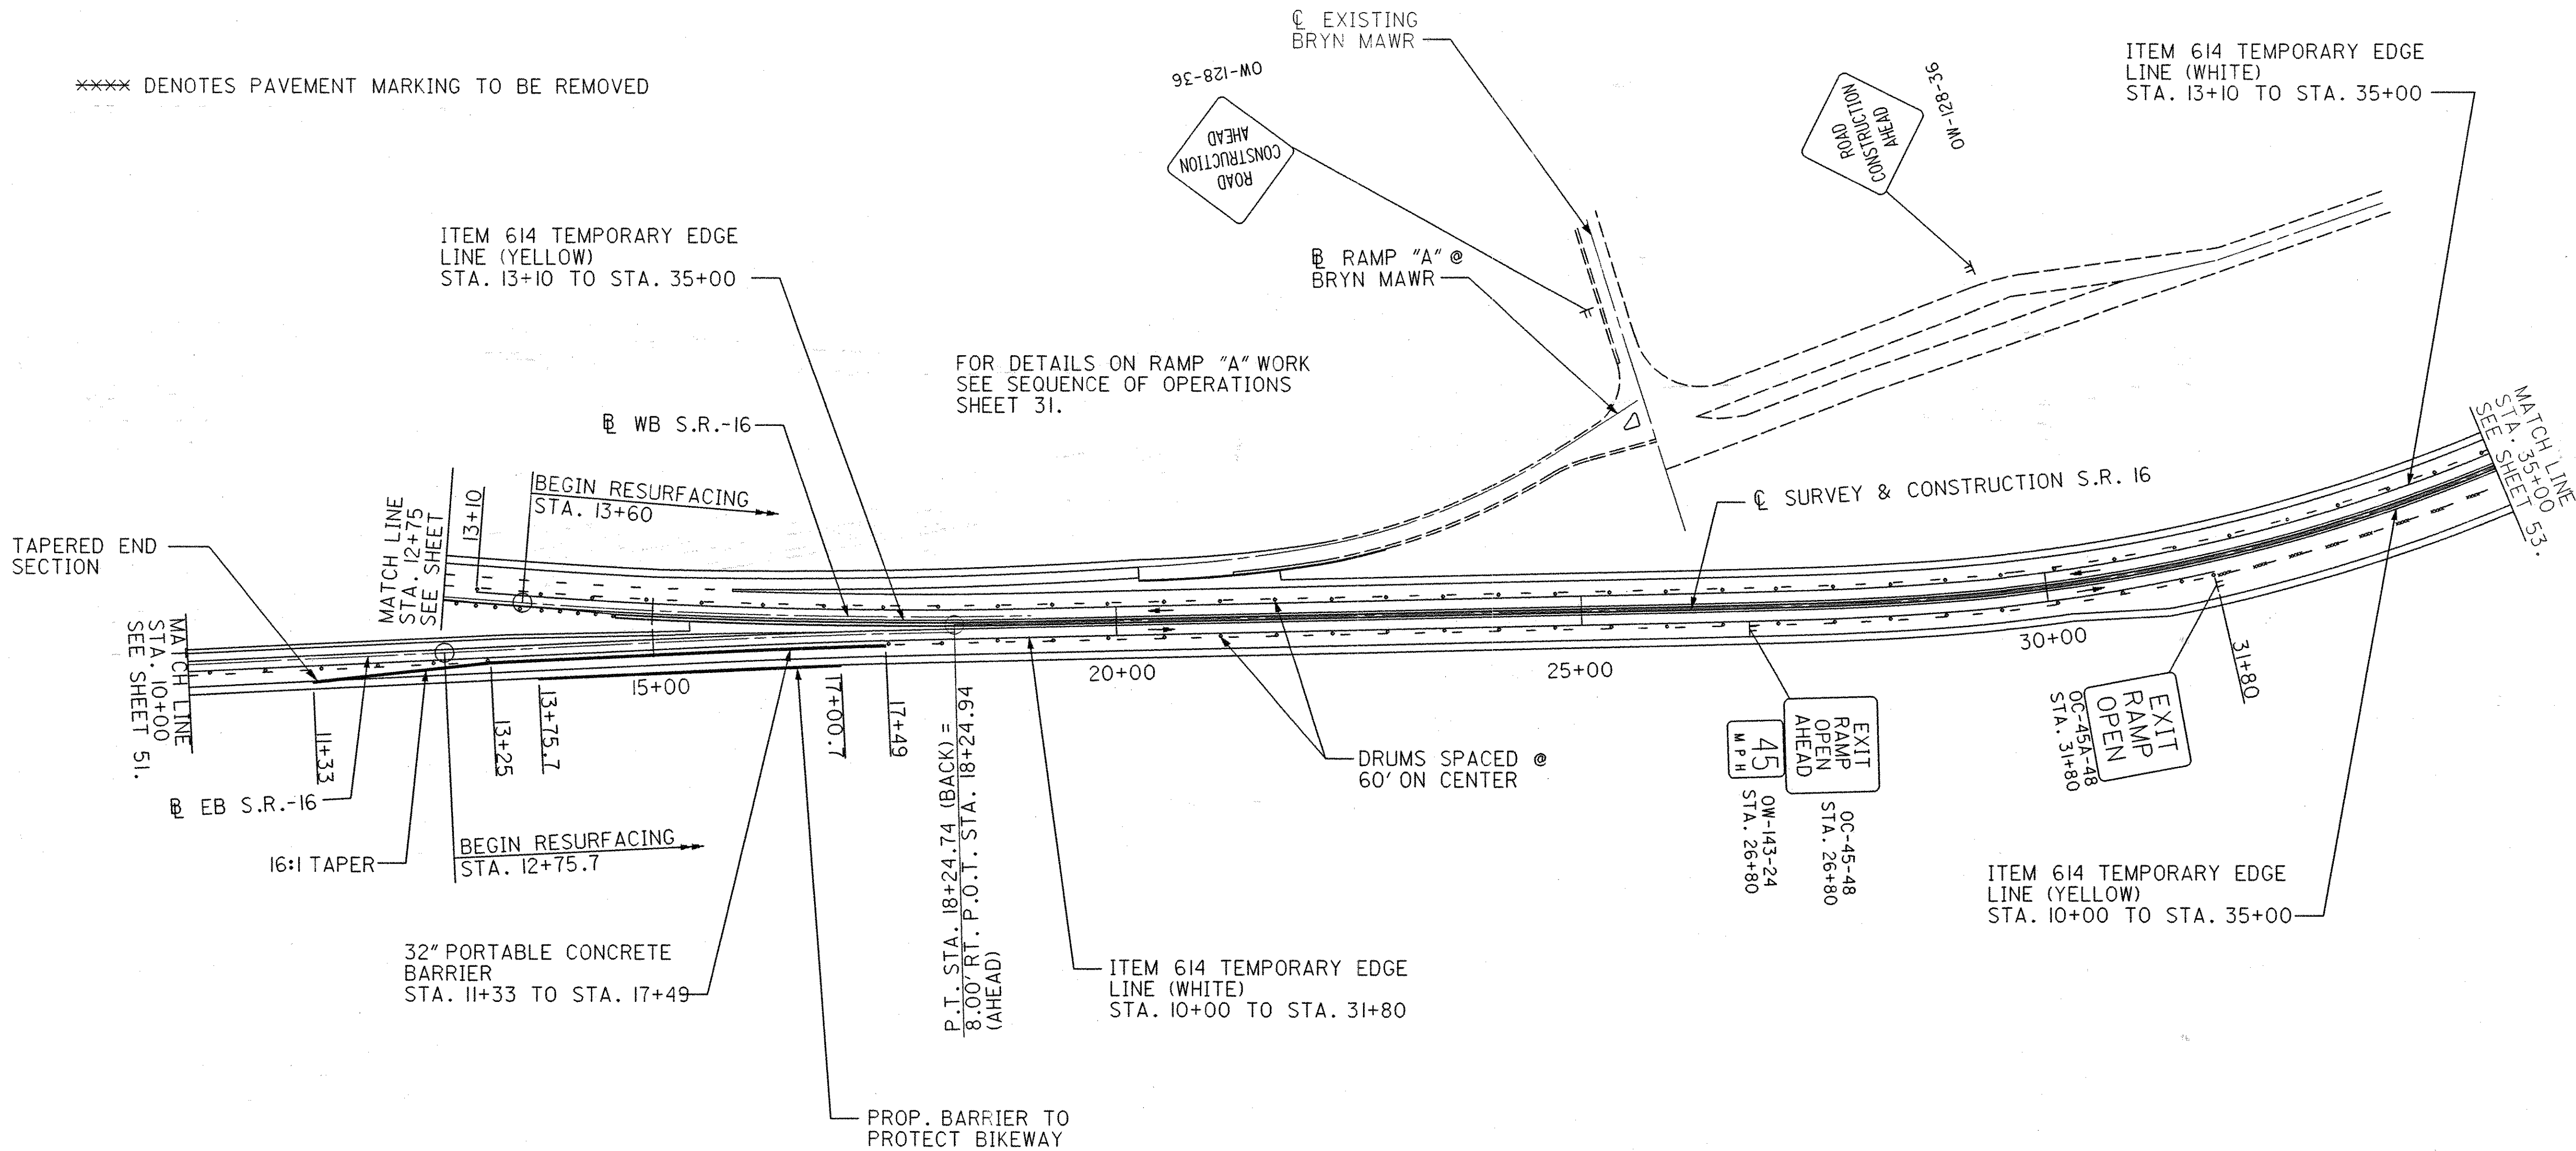 XXXX DENOTES PAVEMENT MARKING TO BE REMOVED
℄ EXISTING
BRYN MAWR
OW-128-36
ROAD
CONSTRUCTION
AHEAD
OW-128-36
ROAD
CONSTRUCTION
AHEAD
ITEM 614 TEMPORARY EDGE
LINE (WHITE)
STA. 13+10 TO STA. 35+00
ITEM 614 TEMPORARY EDGE
LINE (YELLOW)
STA. 13+10 TO STA. 35+00
BL RAMP "A" @
BRYN MAWR
FOR DETAILS ON RAMP "A" WORK
SEE SEQUENCE OF OPERATIONS
SHEET 31.
BL WB S.R.-16
MATCH LINE
STA. 12+75
SEE SHEET
13+10
BEGIN RESURFACING
STA. 13+60
℄ SURVEY & CONSTRUCTION S.R. 16
MATCH LINE
STA. 35+00
SEE SHEET 53.
TAPERED END
SECTION
MATCH LINE
STA. 10+00
SEE SHEET 51.
15+00
20+00
25+00
30+00
11+33
13+25
13+75.7
17+00.7
17+49
31+80
BL EB S.R.-16
16:1 TAPER
BEGIN RESURFACING
STA. 12+75.7
P.T. STA. 18+24.74 (BACK) =
8.00' RT. P.O.T. STA. 18+24.94
(AHEAD)
DRUMS SPACED @
60' ON CENTER
45
MPH
OW-143-24
STA. 26+80
EXIT
RAMP
OPEN
AHEAD
OC-45-48
STA. 26+80
EXIT
RAMP
OPEN
OC-45A-48
STA. 31+80
32" PORTABLE CONCRETE
BARRIER
STA. 11+33 TO STA. 17+49
ITEM 614 TEMPORARY EDGE
LINE (WHITE)
STA. 10+00 TO STA. 31+80
ITEM 614 TEMPORARY EDGE
LINE (YELLOW)
STA. 10+00 TO STA. 35+00
PROP. BARRIER TO
PROTECT BIKEWAY